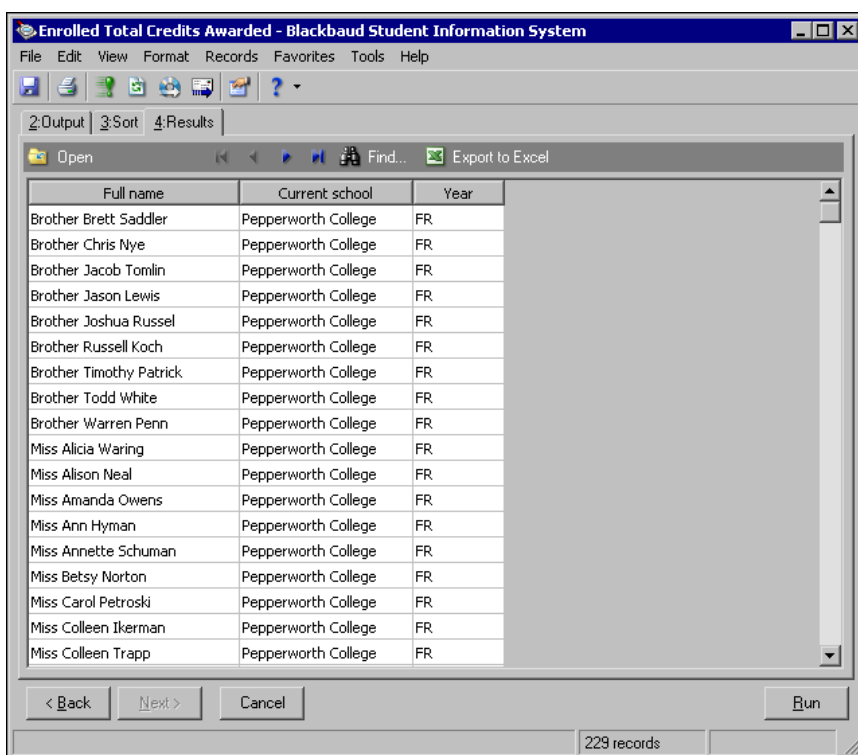 Enrolled Total Credits Awarded - Blackbaud Student Information System
File Edit View Format Records Favorites Tools Help
2:Output 3:Sort 4:Results
Open Find... Export to Excel
Full name Current school Year
Brother Brett Saddler Pepperworth College FR
Brother Chris Nye Pepperworth College FR
Brother Jacob Tomlin Pepperworth College FR
Brother Jason Lewis Pepperworth College FR
Brother Joshua Russel Pepperworth College FR
Brother Russell Koch Pepperworth College FR
Brother Timothy Patrick Pepperworth College FR
Brother Todd White Pepperworth College FR
Brother Warren Penn Pepperworth College FR
Miss Alicia Waring Pepperworth College FR
Miss Alison Neal Pepperworth College FR
Miss Amanda Owens Pepperworth College FR
Miss Ann Hyman Pepperworth College FR
Miss Annette Schuman Pepperworth College FR
Miss Betsy Norton Pepperworth College FR
Miss Carol Petroski Pepperworth College FR
Miss Colleen Ikerman Pepperworth College FR
Miss Colleen Trapp Pepperworth College FR
< Back Next > Cancel Run
229 records